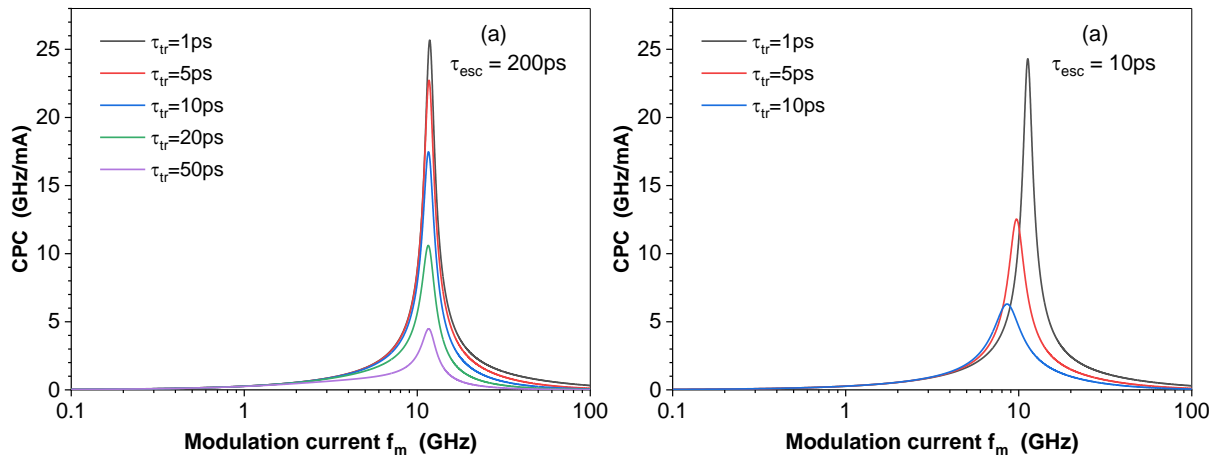 (a)
τesc = 200ps
τtr=1ps
τtr=5ps
τtr=10ps
τtr=20ps
τtr=50ps
CPC (GHz/mA)
25
20
15
10
5
0
0.1
1
10
100
Modulation current fm (GHz)
(a)
τesc = 10ps
τtr=1ps
τtr=5ps
τtr=10ps
CPC (GHz/mA)
25
20
15
10
5
0
0.1
1
10
100
Modulation current fm (GHz)